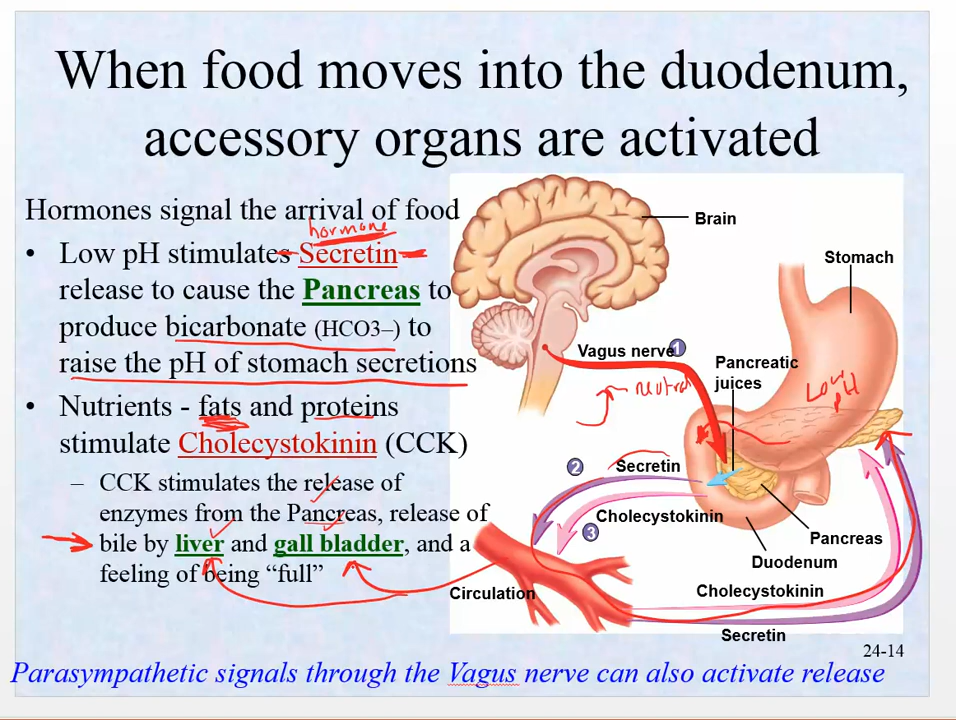 When food moves into the duodenum,
accessory organs are activated
Hormones signal the arrival of food
hormone
• Low pH stimulates Secretin
release to cause the Pancreas to
produce bicarbonate (HCO3–) to
raise the pH of stomach secretions
• Nutrients - fats and proteins
stimulate Cholecystokinin (CCK)
– CCK stimulates the release of
enzymes from the Pancreas, release of
bile by liver and gall bladder, and a
feeling of being “full”
Brain
Stomach
Vagus nerve 1
Pancreatic
juices
Low
pH
neutral
2 Secretin
Cholecystokinin
3
Pancreas
Duodenum
Circulation
Cholecystokinin
Secretin
24-14
Parasympathetic signals through the Vagus nerve can also activate release